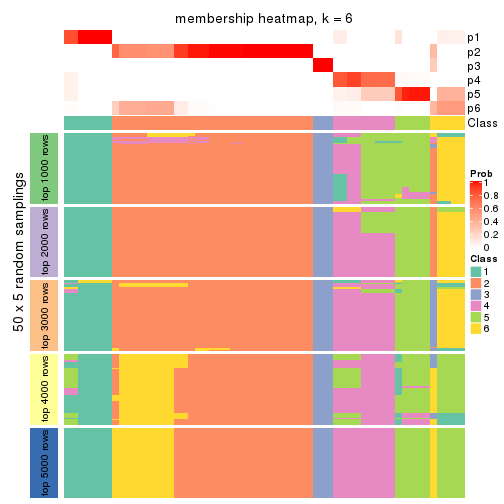 membership heatmap, k = 6
p1
p2
p3
p4
p5
p6
Class
50 x 5 random samplings
top 1000 rows
top 2000 rows
top 3000 rows
top 4000 rows
top 5000 rows
Prob
1
0.8
0.6
0.4
0.2
0
Class
1
2
3
4
5
6